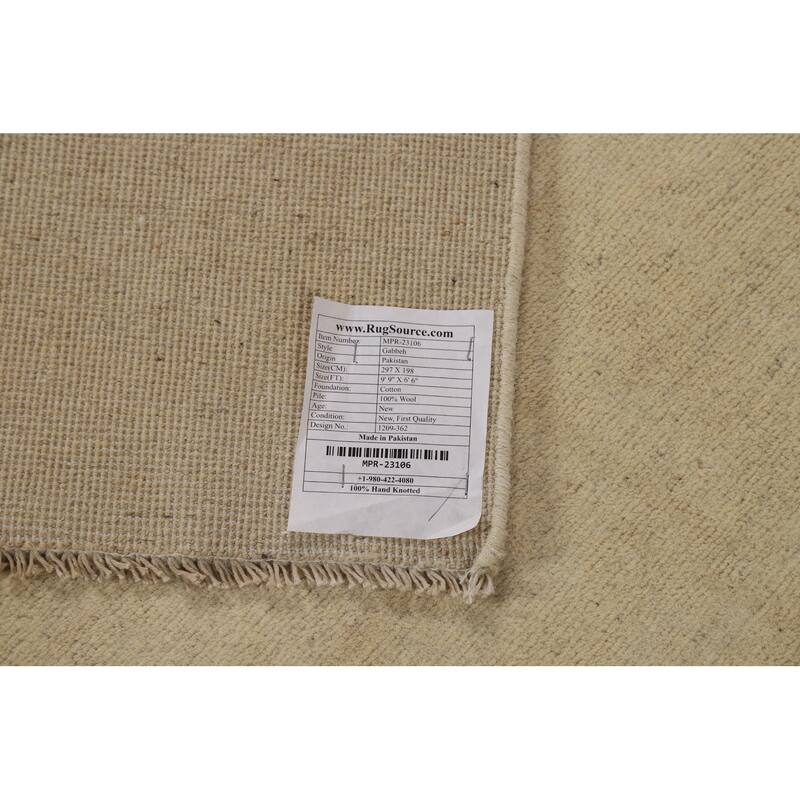 www.RugSource.com
Item Number MPR-23106
Style Gabbeh
Origin Pakistan
Size(CM): 297 X 198
Size(FT): 9' 9" X 6' 6"
Foundation: Cotton
Pile: 100% Wool
Age: New
Condition: New, First Quality
Design No.: 1209-362
Made in Pakistan
MPR-23106
+1-980-422-4080
100% Hand Knotted